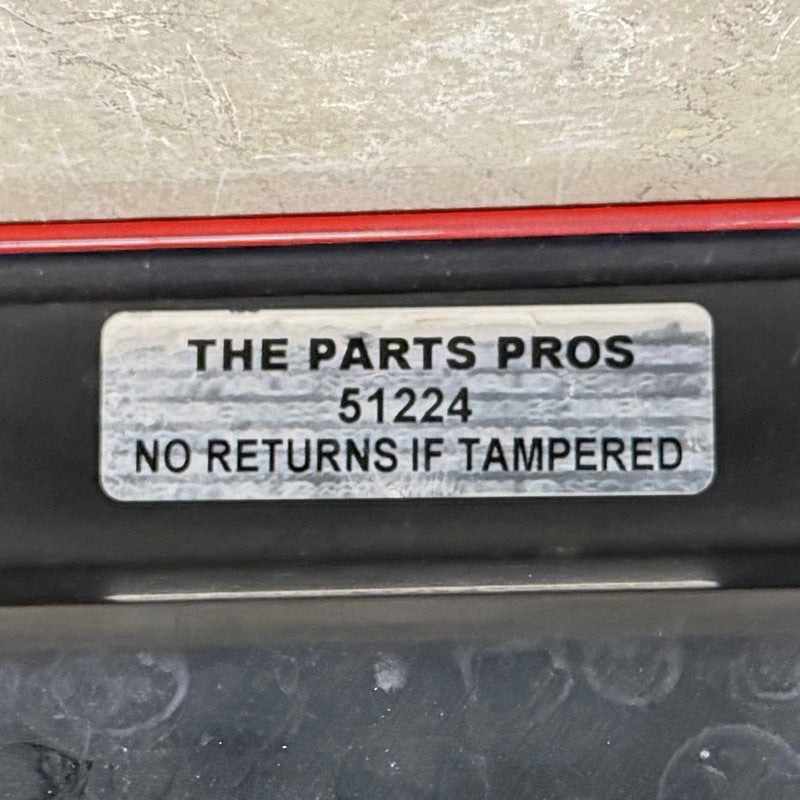 THE PARTS PROS
51224
NO RETURNS IF TAMPERED